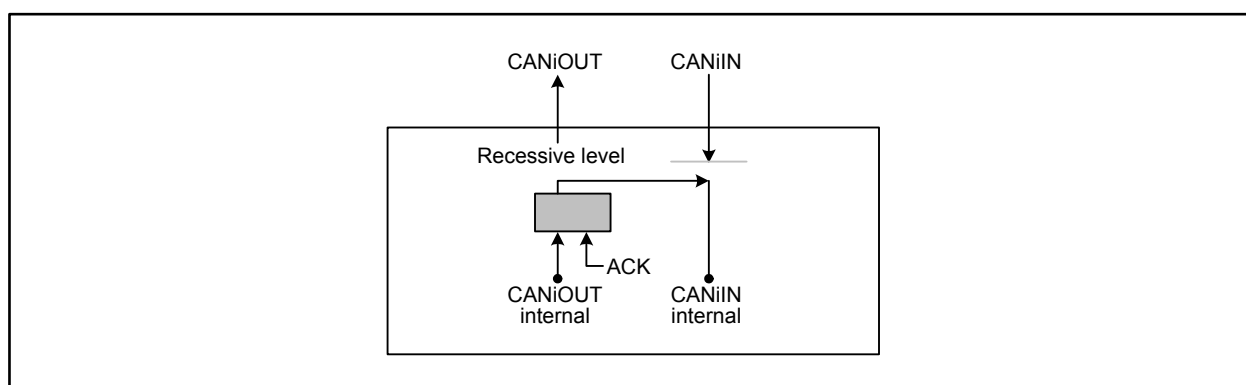 CANiOUT
CANiIN
Recessive level
ACK
CANiOUT
internal
CANiIN
internal